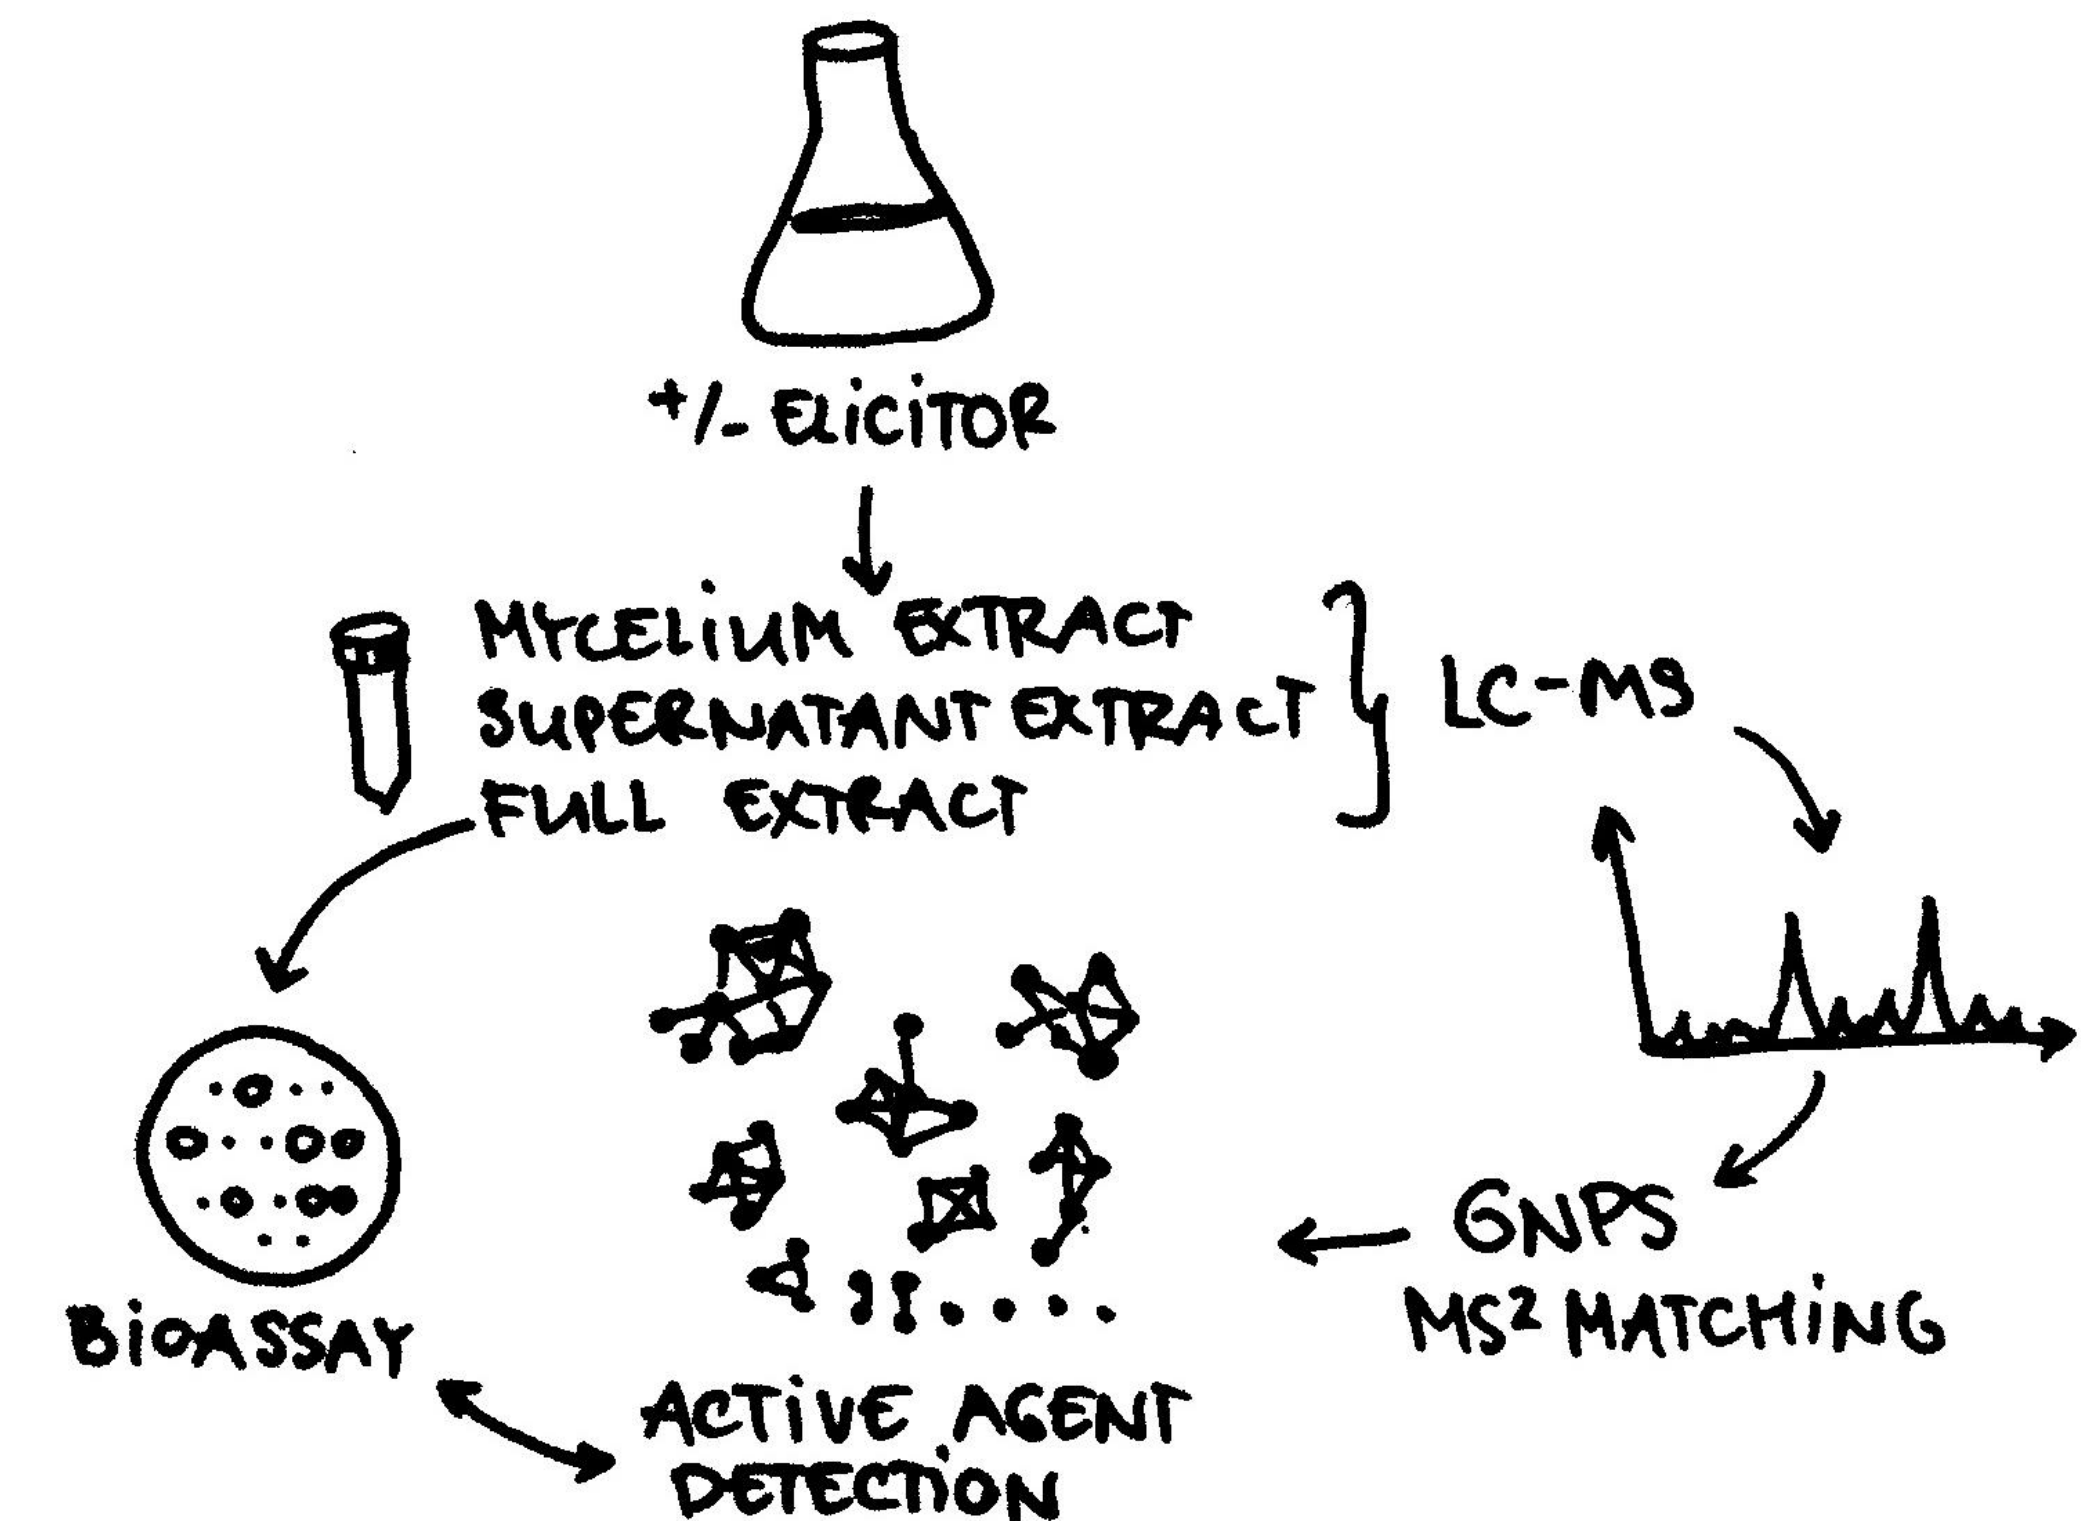 +/- ELICITOR
MYCELIUM EXTRACT
SUPERNATANT EXTRACT
FULL EXTRACT
LC-MS
GNPS
MS² MATCHING
BIOASSAY
ACTIVE AGENT
DETECTION